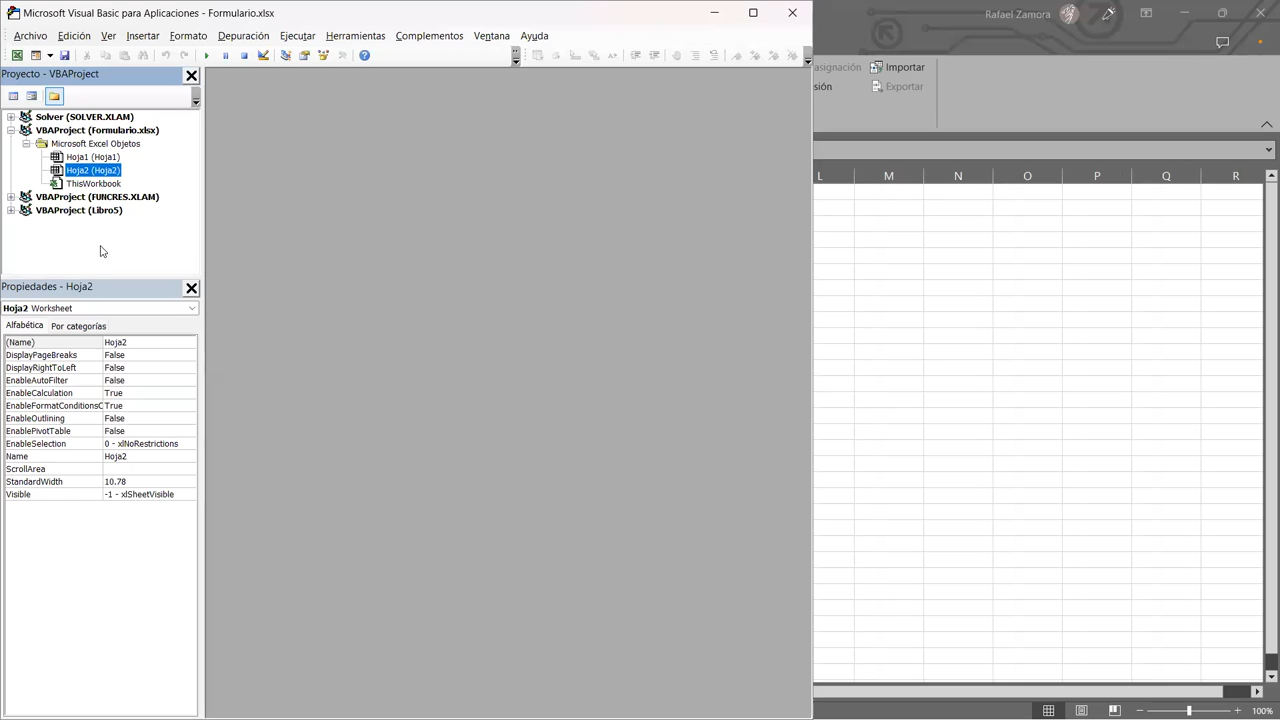 Microsoft Visual Basic para Aplicaciones - Formulario.xlsx
Rafael Zamora
Archivo Edición Ver Insertar Formato Depuración Ejecutar Herramientas Complementos Ventana Ayuda
asignación Importar
sión Exportar
Proyecto - VBAProject
Solver (SOLVER.XLAM)
VBAProject (Formulario.xlsx)
Microsoft Excel Objetos
Hoja1 (Hoja1)
Hoja2 (Hoja2)
ThisWorkbook
VBAProject (FUNCRES.XLAM)
VBAProject (Libro5)
L M N O P Q R
Propiedades - Hoja2
Hoja2 Worksheet
Alfabética Por categorías
(Name) Hoja2
DisplayPageBreaks False
DisplayRightToLeft False
EnableAutoFilter False
EnableCalculation True
EnableFormatConditionsC True
EnableOutlining False
EnablePivotTable False
EnableSelection 0 - xlNoRestrictions
Name Hoja2
ScrollArea
StandardWidth 10.78
Visible -1 - xlSheetVisible
100%